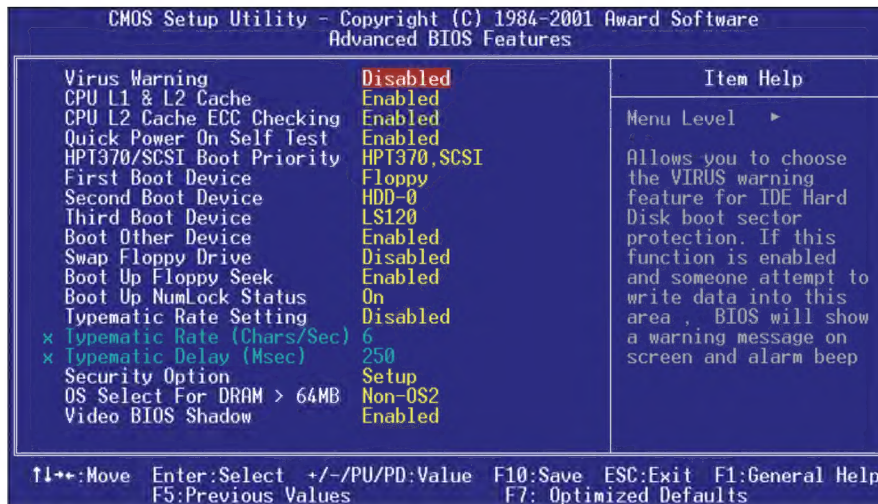 CMOS Setup Utility - Copyright (C) 1984-2001 Award Software
Advanced BIOS Features
Virus Warning Disabled
CPU L1 & L2 Cache Enabled
CPU L2 Cache ECC Checking Enabled
Quick Power On Self Test Enabled
HPT370/SCSI Boot Priority HPT370,SCSI
First Boot Device Floppy
Second Boot Device HDD-0
Third Boot Device LS120
Boot Other Device Enabled
Swap Floppy Drive Disabled
Boot Up Floppy Seek Enabled
Boot Up NumLock Status On
Typematic Rate Setting Disabled
x Typematic Rate (Chars/Sec) 6
x Typematic Delay (Msec) 250
Security Option Setup
OS Select For DRAM > 64MB Non-OS2
Video BIOS Shadow Enabled
Item Help
Menu Level ►
Allows you to choose
the VIRUS warning
feature for IDE Hard
Disk boot sector
protection. If this
function is enabled
and someone attempt to
write data into this
area , BIOS will show
a warning message on
screen and alarm beep
↑↓→←:Move Enter:Select +/-/PU/PD:Value F10:Save ESC:Exit F1:General Help
F5:Previous Values F7: Optimized Defaults